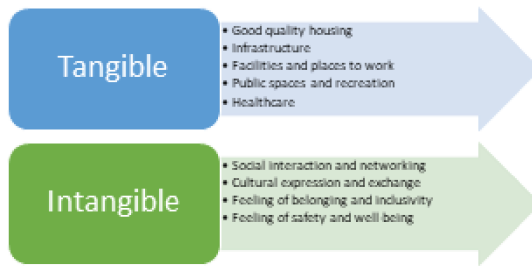 Tangible
• Good quality housing
• Infrastructure
• Facilities and places to work
• Public spaces and recreation
• Healthcare
Intangible
• Social interaction and networking
• Cultural expression and exchange
• Feeling of belonging and inclusivity
• Feeling of safety and well-being